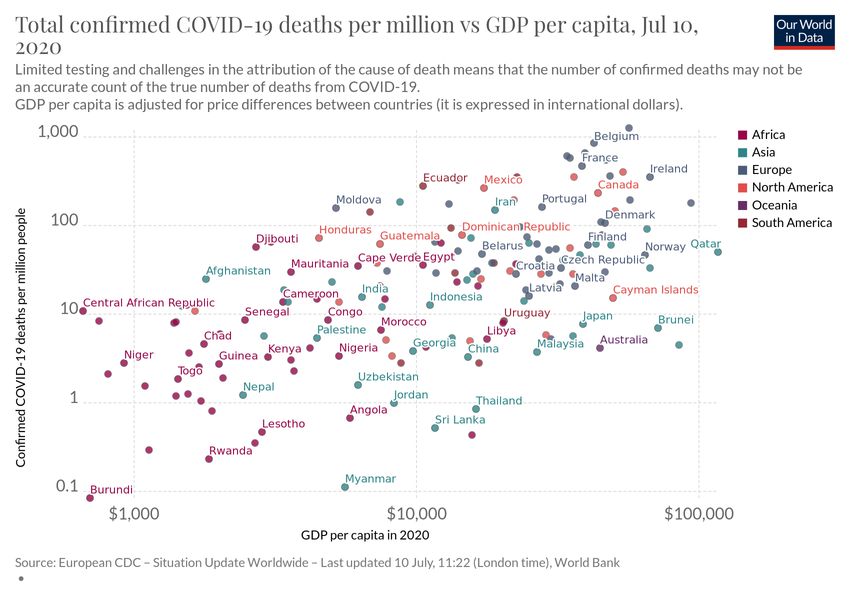 Total confirmed COVID-19 deaths per million vs GDP per capita, Jul 10,
2020
Our World
in Data
Limited testing and challenges in the attribution of the cause of death means that the number of confirmed deaths may not be
an accurate count of the true number of deaths from COVID-19.
GDP per capita is adjusted for price differences between countries (it is expressed in international dollars).
1,000
100
10
1
0.1
Confirmed COVID-19 deaths per million people
Belgium
France
Ireland
Ecuador
Mexico
Canada
Moldova
Iran
Portugal
Denmark
Honduras
Guatemala
Dominican Republic
Djibouti
Belarus
Finland
Norway
Qatar
Mauritania
Cape Verde
Egypt
Croatia
Czech Republic
Afghanistan
Malta
Cameroon
India
Indonesia
Latvia
Cayman Islands
Central African Republic
Senegal
Congo
Uruguay
Japan
Brunei
Chad
Palestine
Morocco
Libya
Australia
Niger
Guinea
Kenya
Nigeria
Georgia
China
Malaysia
Togo
Nepal
Uzbekistan
Jordan
Thailand
Angola
Sri Lanka
Lesotho
Rwanda
Myanmar
Burundi
$1,000
$10,000
$100,000
GDP per capita in 2020
Africa
Asia
Europe
North America
Oceania
South America
Source: European CDC – Situation Update Worldwide – Last updated 10 July, 11:22 (London time), World Bank